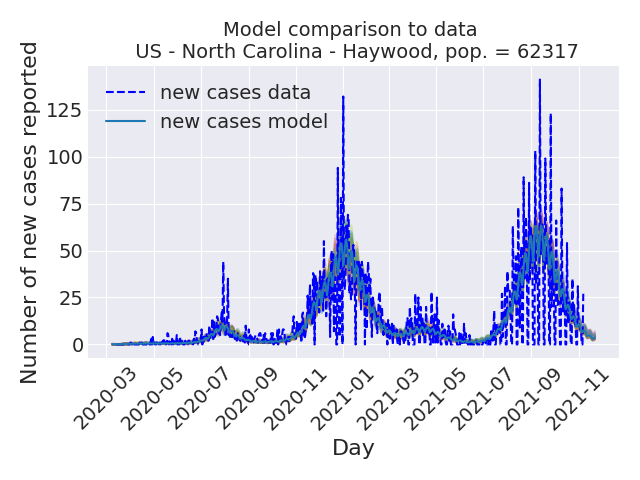 Model comparison to data
US - North Carolina - Haywood, pop. = 62317
Number of new cases reported
new cases data
new cases model
125
100
75
50
25
0
2020-03
2020-05
2020-07
2020-09
2020-11
2021-01
2021-03
2021-05
2021-07
2021-09
2021-11
Day